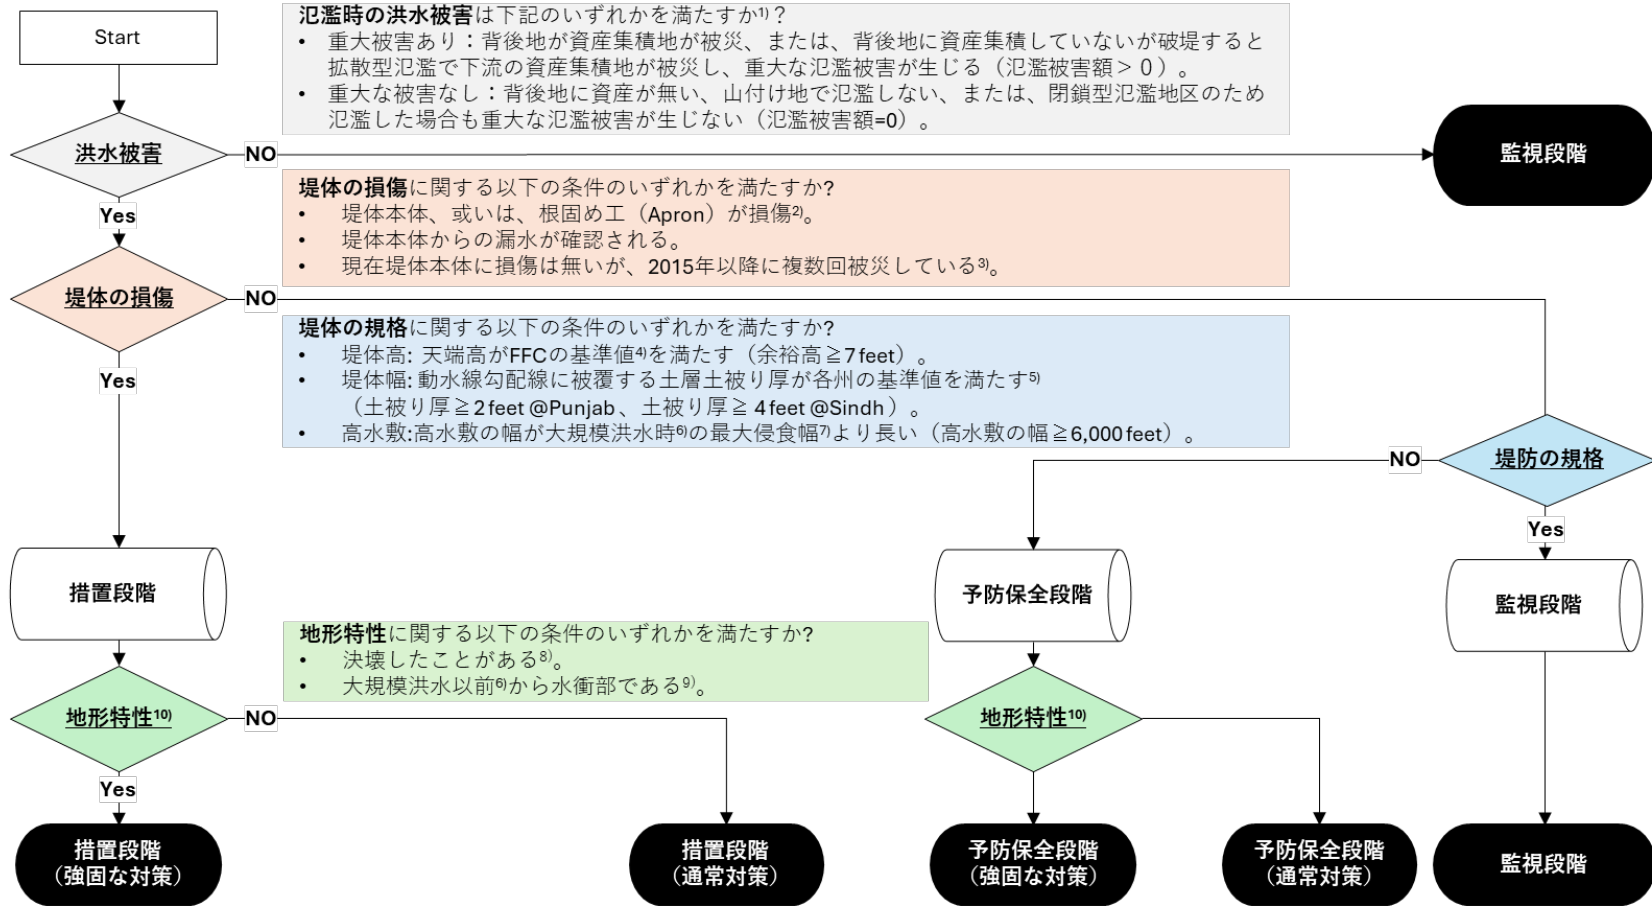 Start
氾濫時の洪水被害は下記のいずれかを満たすか1)?
• 重大被害あり：背後地が資産集積地が被災、または、背後地に資産集積していないが破堤すると
拡散型氾濫で下流の資産集積地が被災し、重大な氾濫被害が生じる（氾濫被害額＞0）。
• 重大な被害なし：背後地に資産が無い、山付け地で氾濫しない、または、閉鎖型氾濫地区のため
氾濫した場合も重大な氾濫被害が生じない（氾濫被害額=0）。
洪水被害
NO
監視段階
Yes
堤体の損傷に関する以下の条件のいずれかを満たすか?
• 堤体本体、或いは、根固め工（Apron）が損傷2)。
• 堤体本体からの漏水が確認される。
• 現在堤体本体に損傷は無いが、2015年以降に複数回被災している3)。
堤体の損傷
NO
堤体の規格に関する以下の条件のいずれかを満たすか?
• 堤体高: 天端高がFFCの基準値4)を満たす（余裕高≧7 feet）。
• 堤体幅: 動水線勾配線に被覆する土層土被り厚が各州の基準値を満たす5)
（土被り厚≧2 feet @Punjab、土被り厚≧ 4 feet @Sindh）。
• 高水敷:高水敷の幅が大規模洪水時6)の最大侵食幅7)より長い（高水敷の幅≧6,000 feet）。
Yes
NO
堤防の規格
Yes
措置段階
予防保全段階
監視段階
地形特性に関する以下の条件のいずれかを満たすか?
• 決壊したことがある8)。
• 大規模洪水以前6)から水衝部である9)。
地形特性10)
NO
地形特性10)
Yes
措置段階
（強固な対策）
措置段階
（通常対策）
予防保全段階
（強固な対策）
予防保全段階
（通常対策）
監視段階